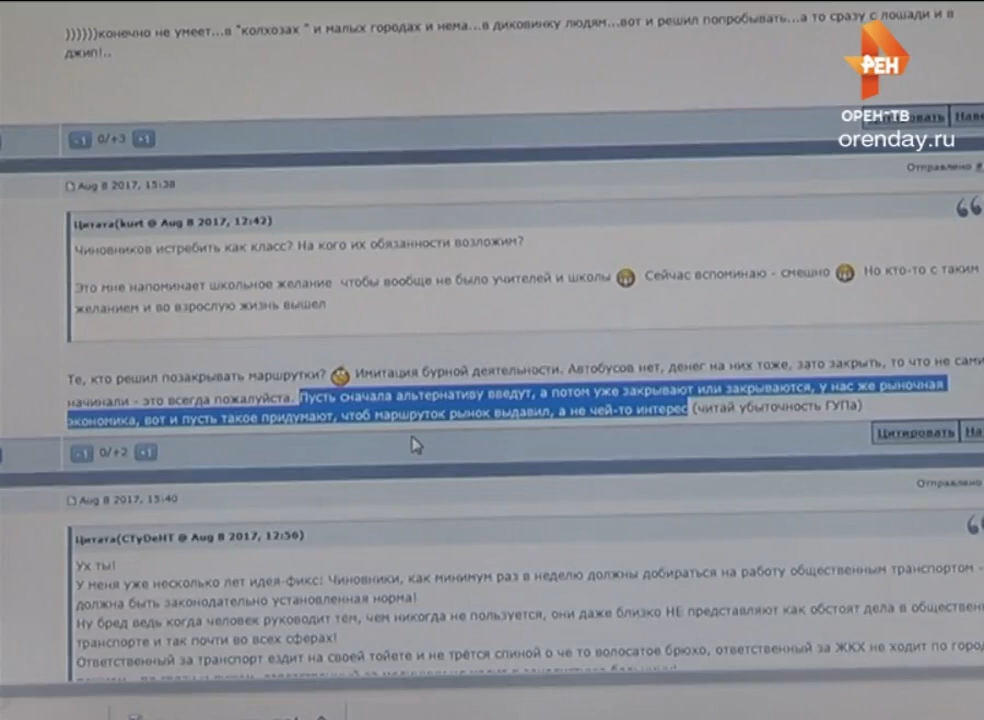 ))))))конечно не умеет...в "колхозах " и малых городах и нема...в диковинку людям...вот и решил попробывать...а то сразу с лошади и в
джип!..
РЕН
ОРЕН-ТВ
orenday.ru
-1 0/+3 +1
Отправлено
Aug 8 2017, 15:38
Цитата(kurt @ Aug 8 2017, 12:42)
Чиновников истребить как класс? На кого их обязанности возложим?
Это мне напоминает школьное желание чтобы вообще не было учителей и школы Сейчас вспоминаю - смешно Но кто-то с таким
желанием и во взрослую жизнь вышел
Те, кто решил позакрывать маршрутки? Имитация бурной деятельности. Автобусов нет, денег на них тоже, зато закрыть, то что не сами
начинали - это всегда пожалуйста. Пусть сначала альтернативу введут, а потом уже закрывают или закрываются, у нас же рыночная
экономика, вот и пусть такое придумают, чтоб маршруток рынок выдавил, а не чей-то интерес (читай убыточность ГУПа)
Цитировать На
-1 0/+2 +1
Отправлено
Aug 8 2017, 15:40
Цитата(СТуДеНТ @ Aug 8 2017, 12:56)
Ух ты!
У меня уже несколько лет идея-фикс: Чиновники, как минимум раз в неделю должны добираться на работу общественным транспортом -
должна быть законодательно установленная норма!
Ну бред ведь когда человек руководит тем, чем никогда не пользуется, они даже близко НЕ представляют как обстоят дела в обществен
транспорте и так почти во всех сферах!
Ответственный за транспорт ездит на своей тойете и не трётся спиной о че то волосатое брюхо, ответственный за ЖКХ не ходит по город